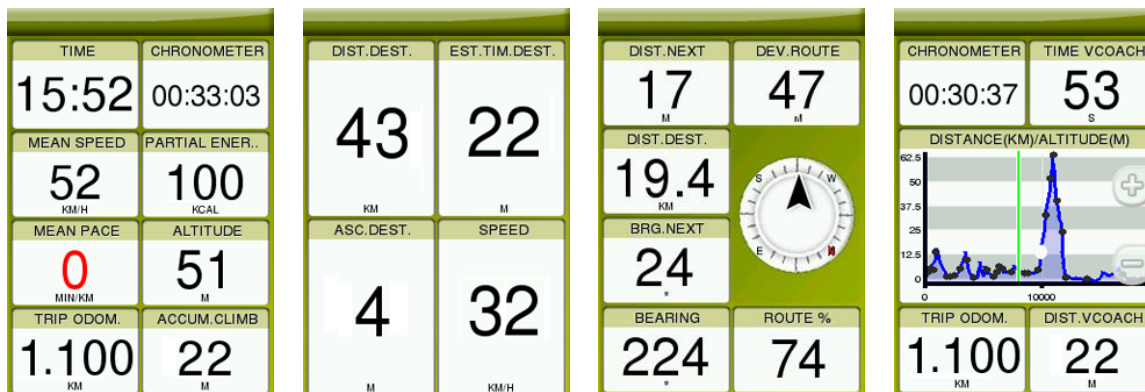 TIME CHRONOMETER
15:52 00:33:03
MEAN SPEED PARTIAL ENER..
52 100
KM/H KCAL
MEAN PACE ALTITUDE
0 51
MIN/KM M
TRIP ODOM. ACCUM.CLIMB
1.100 22
KM M
DIST.DEST. EST.TIM.DEST.
43 22
KM M
ASC.DEST. SPEED
4 32
M KM/H
DIST.NEXT DEV.ROUTE
17 47
M M
DIST.DEST.
19.4
KM
S W
E N
BRG.NEXT
24
°
BEARING ROUTE %
224 74
°
CHRONOMETER TIME VCOACH
00:30:37 53
S
DISTANCE(KM)/ALTITUDE(M)
62.5
50
37.5
25
12.5
0
0 10000
TRIP ODOM. DIST.VCOACH
1.100 22
KM M